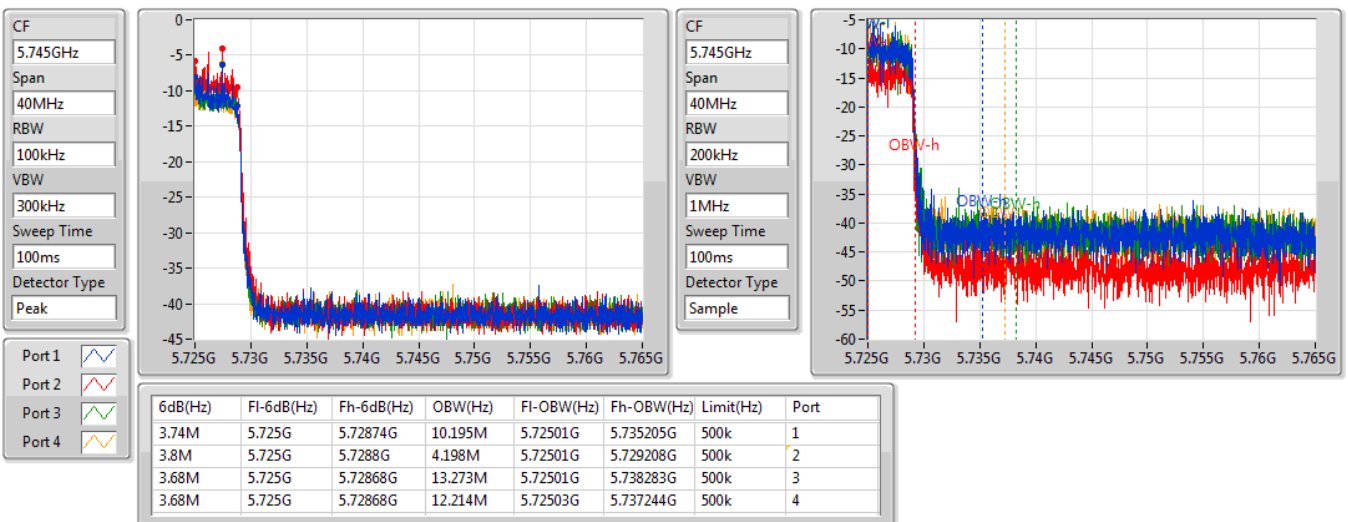 CF
5.745GHz
Span
40MHz
RBW
100kHz
VBW
300kHz
Sweep Time
100ms
Detector Type
Peak
0
-5
-10
-15
-20
-25
-30
-35
-40
-45
5.725G 5.73G 5.735G 5.74G 5.745G 5.75G 5.755G 5.76G 5.765G
CF
5.745GHz
Span
40MHz
RBW
200kHz
VBW
1MHz
Sweep Time
100ms
Detector Type
Sample
-5
-10
-15
-20
-25
-30
-35
-40
-45
-50
-55
-60
OBW-h
OBW-h
5.725G 5.73G 5.735G 5.74G 5.745G 5.75G 5.755G 5.76G 5.765G
Port 1
Port 2
Port 3
Port 4
6dB(Hz) Fl-6dB(Hz) Fh-6dB(Hz) OBW(Hz) Fl-OBW(Hz) Fh-OBW(Hz) Limit(Hz) Port
3.74M 5.725G 5.72874G 10.195M 5.72501G 5.735205G 500k 1
3.8M 5.725G 5.7288G 4.198M 5.72501G 5.729208G 500k 2
3.68M 5.725G 5.72868G 13.273M 5.72501G 5.738283G 500k 3
3.68M 5.725G 5.72868G 12.214M 5.72503G 5.737244G 500k 4